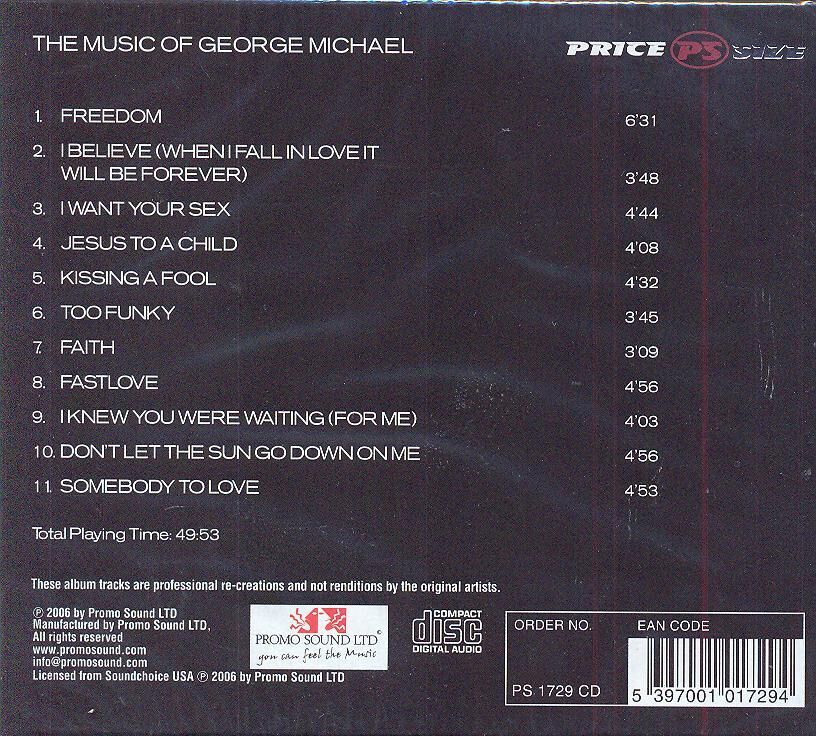 THE MUSIC OF GEORGE MICHAEL
PRICE PS SIZE
1. FREEDOM 6'31
2. I BELIEVE (WHEN I FALL IN LOVE IT
WILL BE FOREVER) 3'48
3. I WANT YOUR SEX 4'44
4. JESUS TO A CHILD 4'08
5. KISSING A FOOL 4'32
6. TOO FUNKY 3'45
7. FAITH 3'09
8. FASTLOVE 4'56
9. I KNEW YOU WERE WAITING (FOR ME) 4'03
10. DON'T LET THE SUN GO DOWN ON ME 4'56
11. SOMEBODY TO LOVE 4'53
Total Playing Time: 49:53
These album tracks are professional re-creations and not renditions by the original artists.
℗ 2006 by Promo Sound LTD
Manufactured by Promo Sound LTD,
All rights reserved
www.promosound.com
info@promosound.com
Licensed from Soundchoice USA ℗ 2006 by Promo Sound LTD
PROMO SOUND LTD©
you can feel the Music
COMPACT
disc
DIGITAL AUDIO
ORDER NO. EAN CODE
PS 1729 CD
5 397001 017294